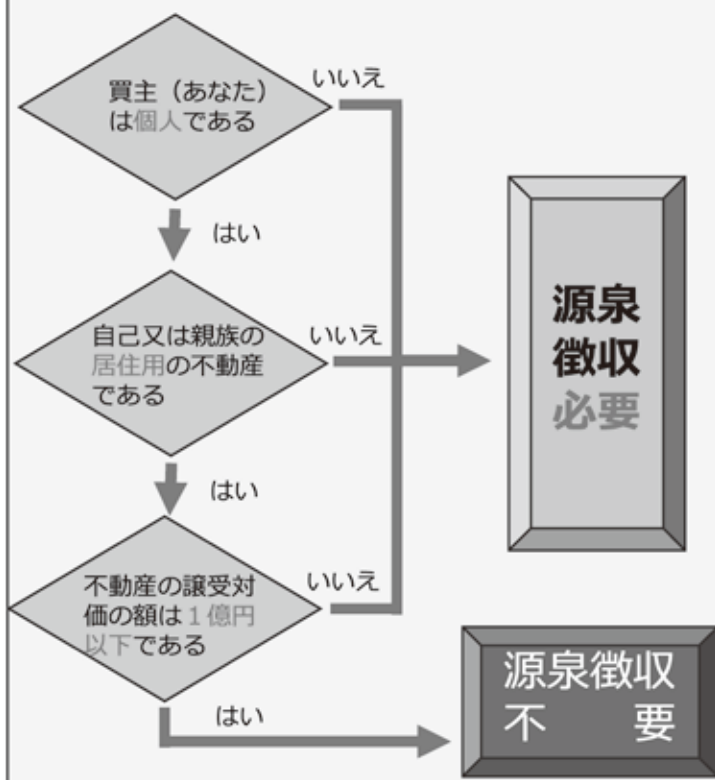 買主（あなた）
は個人である
いいえ
はい
自己又は親族の
居住用の不動産
である
いいえ
はい
不動産の譲受対
価の額は１億円
以下である
いいえ
はい
源泉
徴収
必要
源泉徴収
不　　要